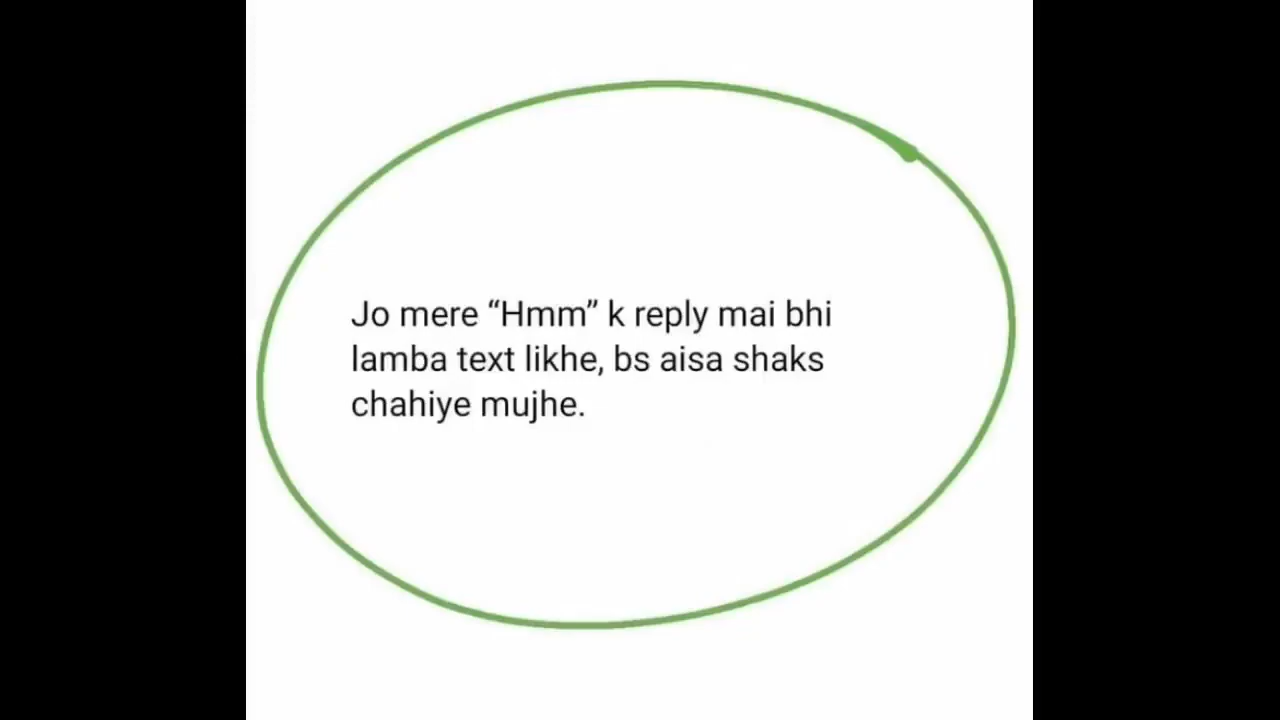 Jo mere “Hmm” k reply mai bhi
lamba text likhe, bs aisa shaks
chahiye mujhe.